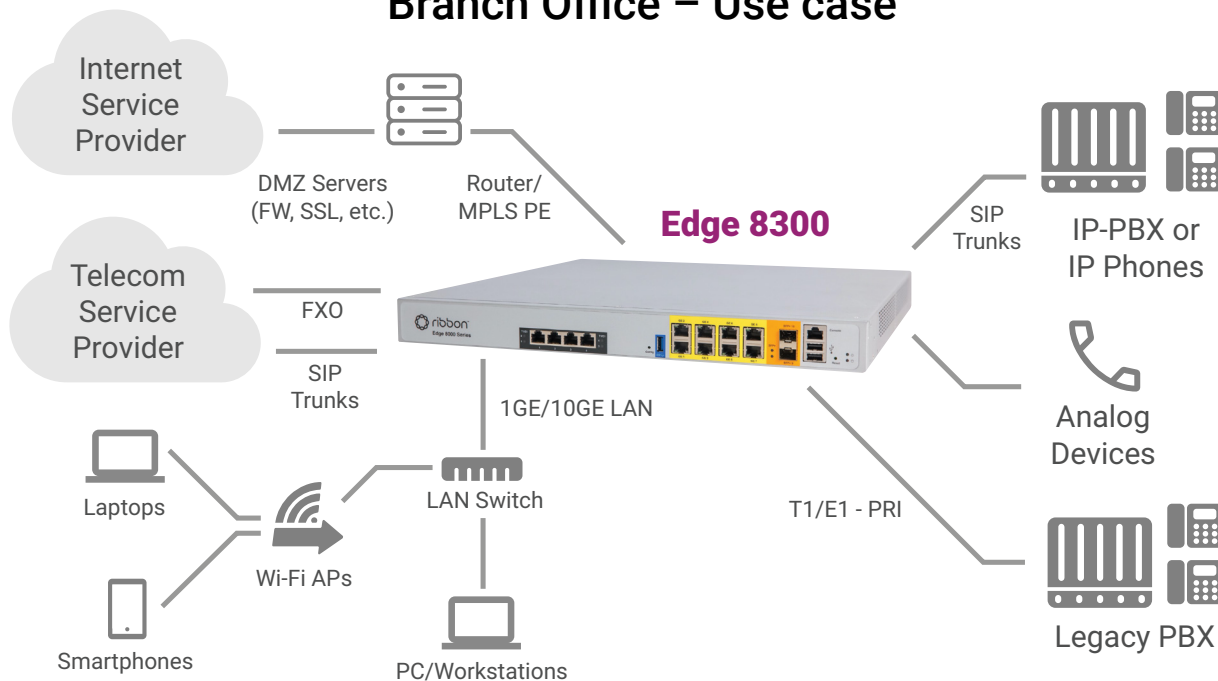 Branch Office – Use case
Internet
Service
Provider
DMZ Servers
(FW, SSL, etc.)
Router/
MPLS PE
Edge 8300
SIP
Trunks
IP-PBX or
IP Phones
Telecom
Service
Provider
FXO
SIP
Trunks
ribbon
Edge 8000 Series
1GE/10GE LAN
Analog
Devices
Laptops
LAN Switch
T1/E1 - PRI
Wi-Fi APs
Smartphones
PC/Workstations
Legacy PBX